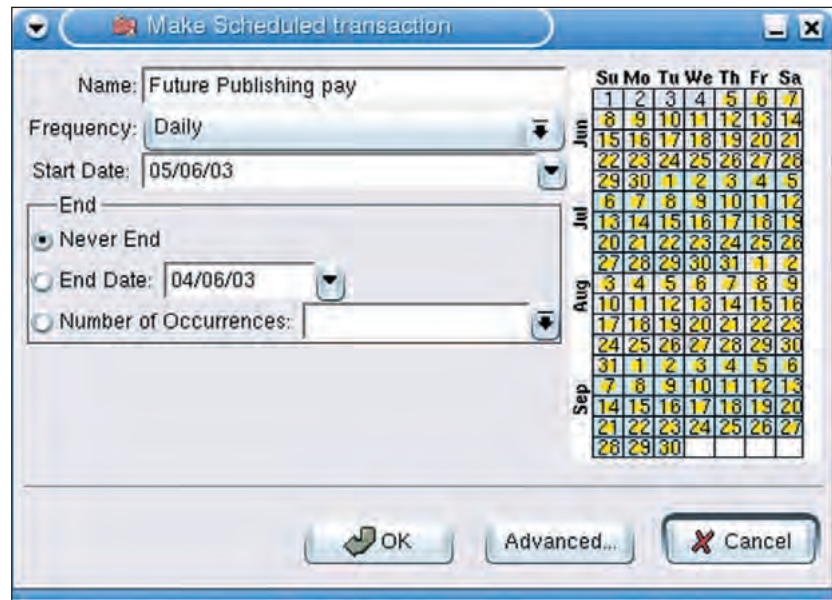 Make Scheduled transaction
Name: Future Publishing pay
Frequency: Daily
Start Date: 05/06/03
End
Never End
End Date: 04/06/03
Number of Occurrences:
Su Mo Tu We Th Fr Sa
Jun
1 2 3 4 5 6 7
8 9 10 11 12 13 14
15 16 17 18 19 20 21
22 23 24 25 26 27 28
29 30 1 2 3 4 5
Jul
6 7 8 9 10 11 12
13 14 15 16 17 18 19
20 21 22 23 24 25 26
27 28 29 30 31 1 2
Aug
3 4 5 6 7 8 9
10 11 12 13 14 15 16
17 18 19 20 21 22 23
24 25 26 27 28 29 30
31 1 2 3 4 5 6
Sep
7 8 9 10 11 12 13
14 15 16 17 18 19 20
21 22 23 24 25 26 27
28 29 30
OK
Advanced...
Cancel